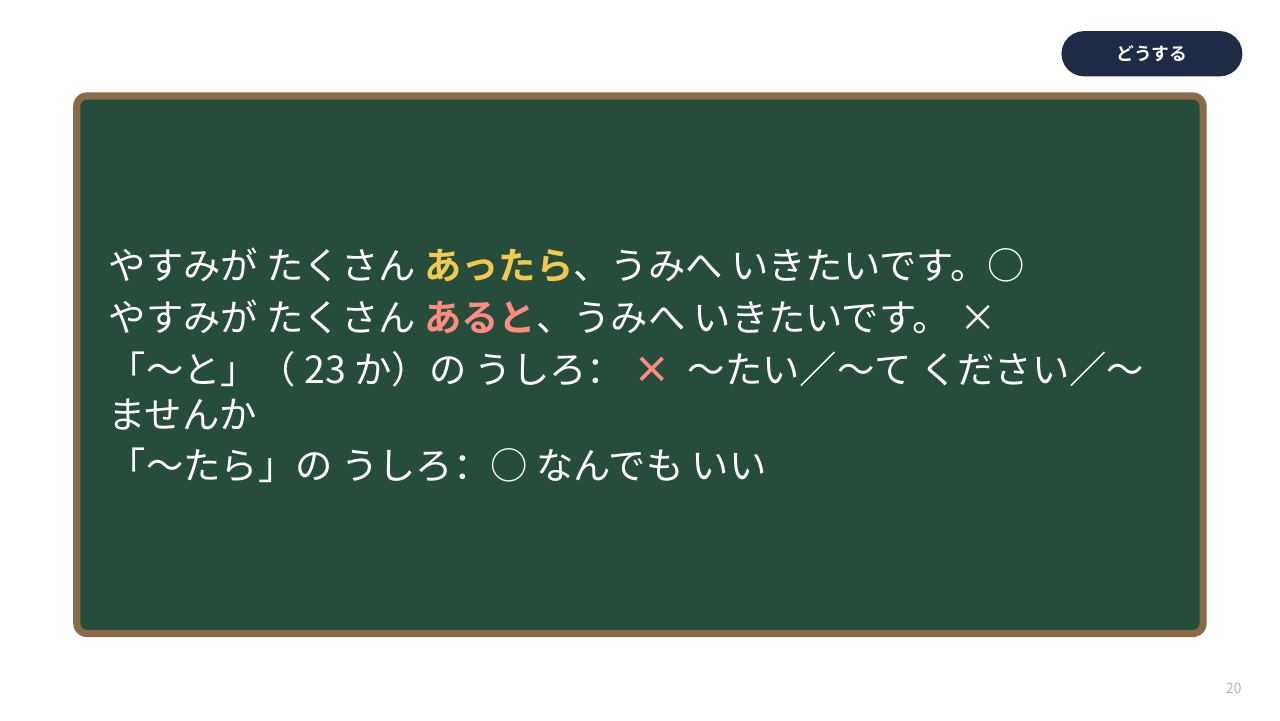 どうする
やすみが たくさん あったら、うみへ いきたいです。◯
やすみが たくさん あると、うみへ いきたいです。 ×
「〜と」（23か）の うしろ： × 〜たい／〜て ください／〜
ませんか
「〜たら」の うしろ：◯ なんでも いい
20